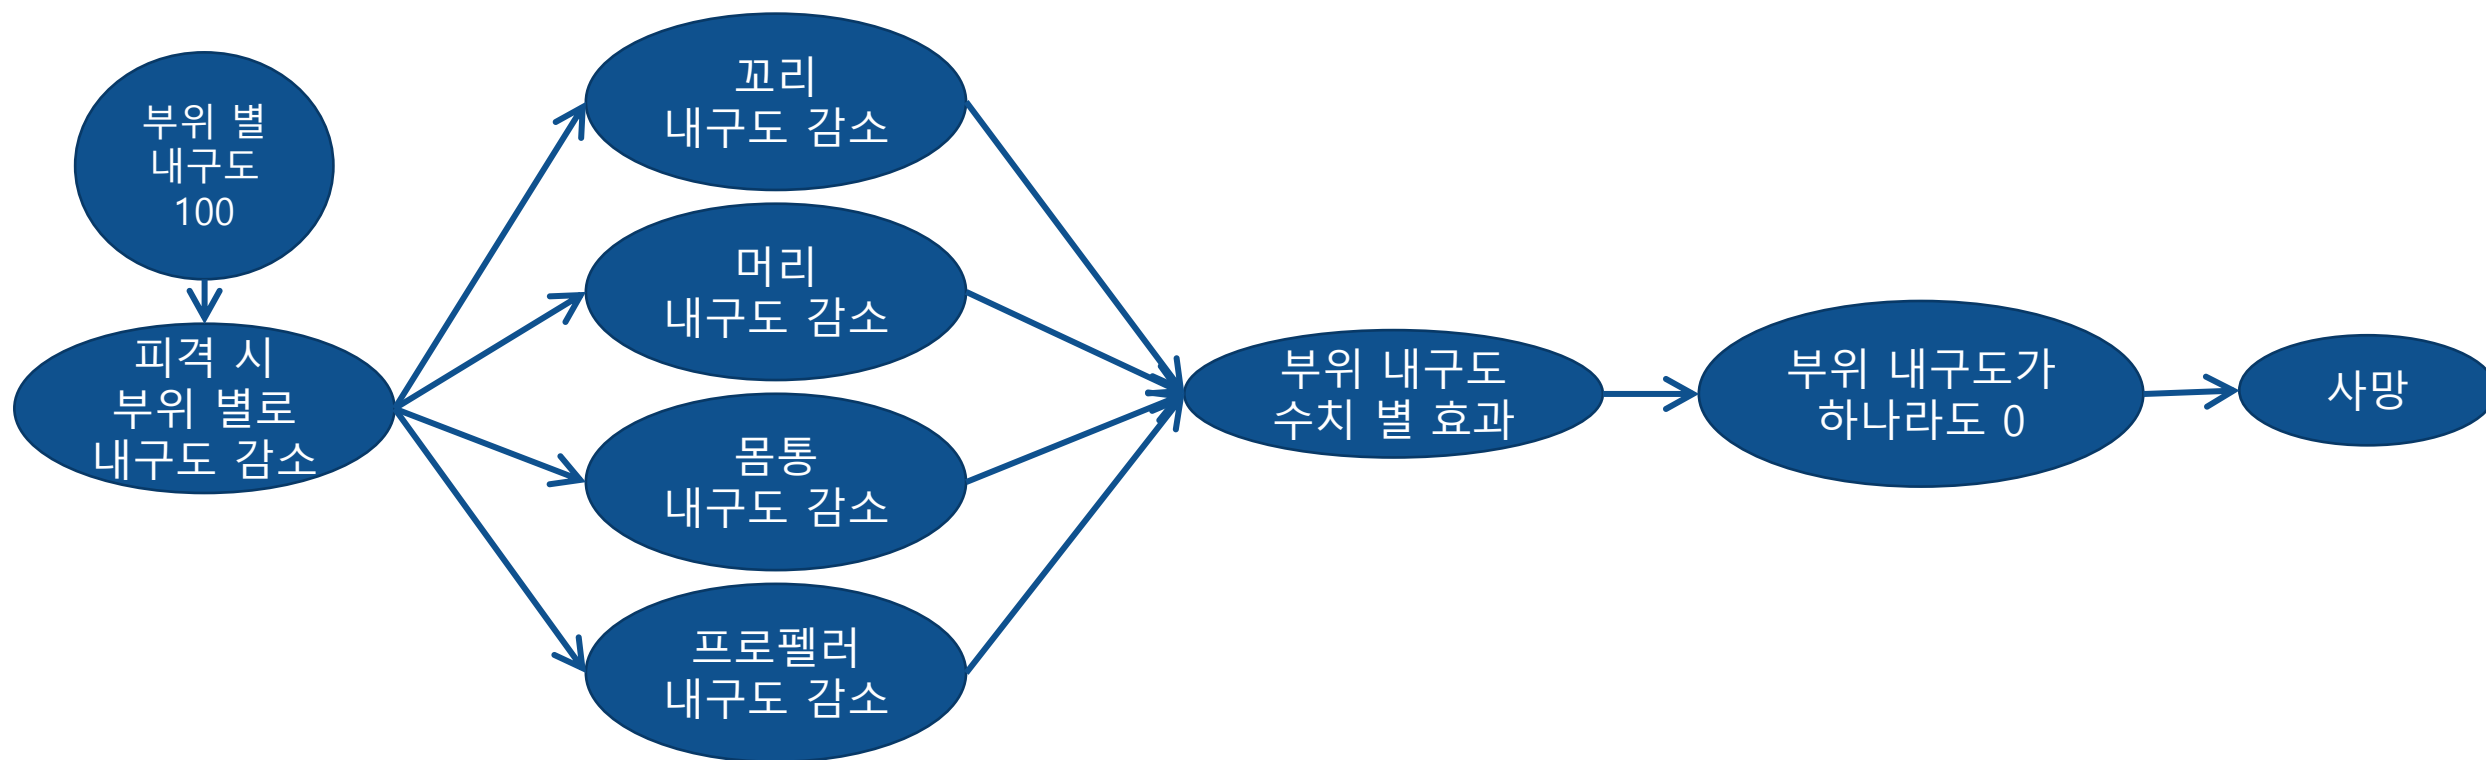 부위 별
내구도
100
피격 시
부위 별로
내구도 감소
꼬리
내구도 감소
머리
내구도 감소
몸통
내구도 감소
프로펠러
내구도 감소
부위 내구도
수치 별 효과
부위 내구도가
하나라도 0
사망